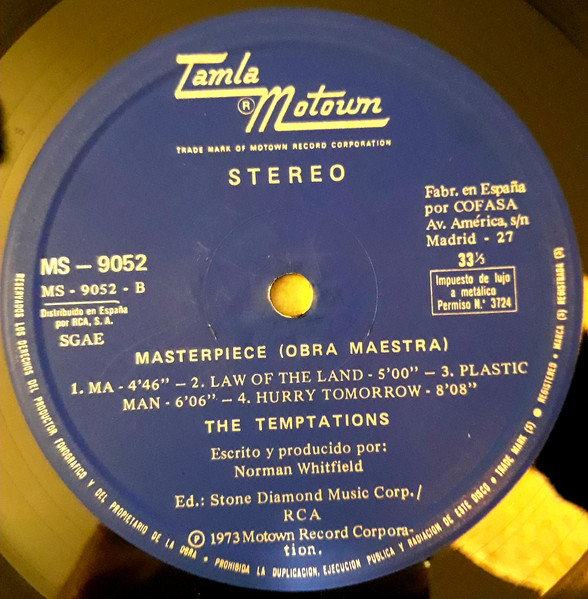 Tamla
® Motown
TRADE MARK OF MOTOWN RECORD CORPORATION
STEREO
Fabr. en España
por COFASA
Av. América, s/n
Madrid - 27
MS – 9052
MS - 9052 - B
Distribuido en España
por RCA, S. A.
SGAE
33⅓
Impuesto de lujo
a metálico
Permiso N.º 3724
MASTERPIECE (OBRA MAESTRA)
1. MA - 4'46” – 2. LAW OF THE LAND - 5'00” – 3. PLASTIC
MAN - 6'06” – 4. HURRY TOMORROW - 8'08”
THE TEMPTATIONS
Escrito y producido por:
Norman Whitfield
Ed.: Stone Diamond Music Corp./
RCA
Ⓟ 1973 Motown Record Corpora-
tion.
RESERVADOS LOS DERECHOS DEL PRODUCTOR FONOGRAFICO Y DEL PROPIETARIO DE LA OBRA • PROHIBIDA LA DUPLICACION, EJECUCION PUBLICA Y RADIACION DE ESTE DISCO • TRADE MARK (S) • REGISTERED • MARCA (S) REGISTRADA (S)